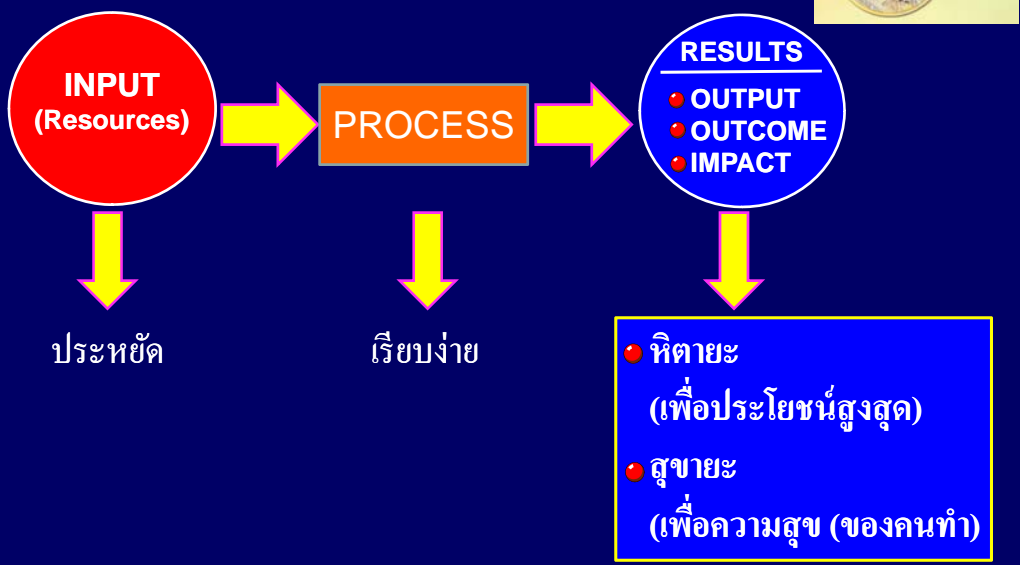 INPUT
(Resources)
PROCESS
RESULTS
OUTPUT
OUTCOME
IMPACT
ประหยัด
เรียบง่าย
หิตายะ
(เพื่อประโยชน์สูงสุด)
สุขายะ
(เพื่อความสุข (ของคนทำ)